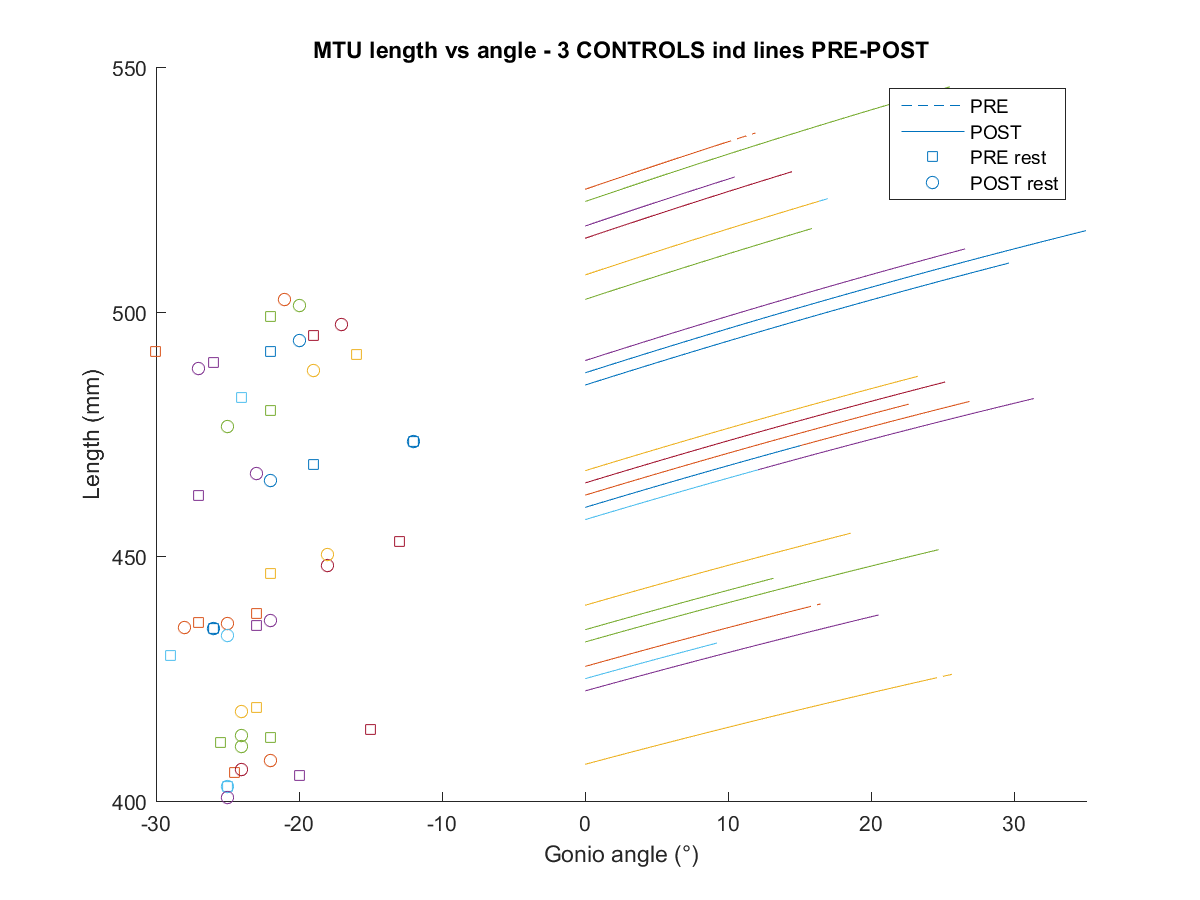 MTU length vs angle - 3 CONTROLS ind lines PRE-POST
550
500
450
400
Length (mm)
-30 -20 -10 0 10 20 30
Gonio angle (°)
PRE
POST
PRE rest
POST rest